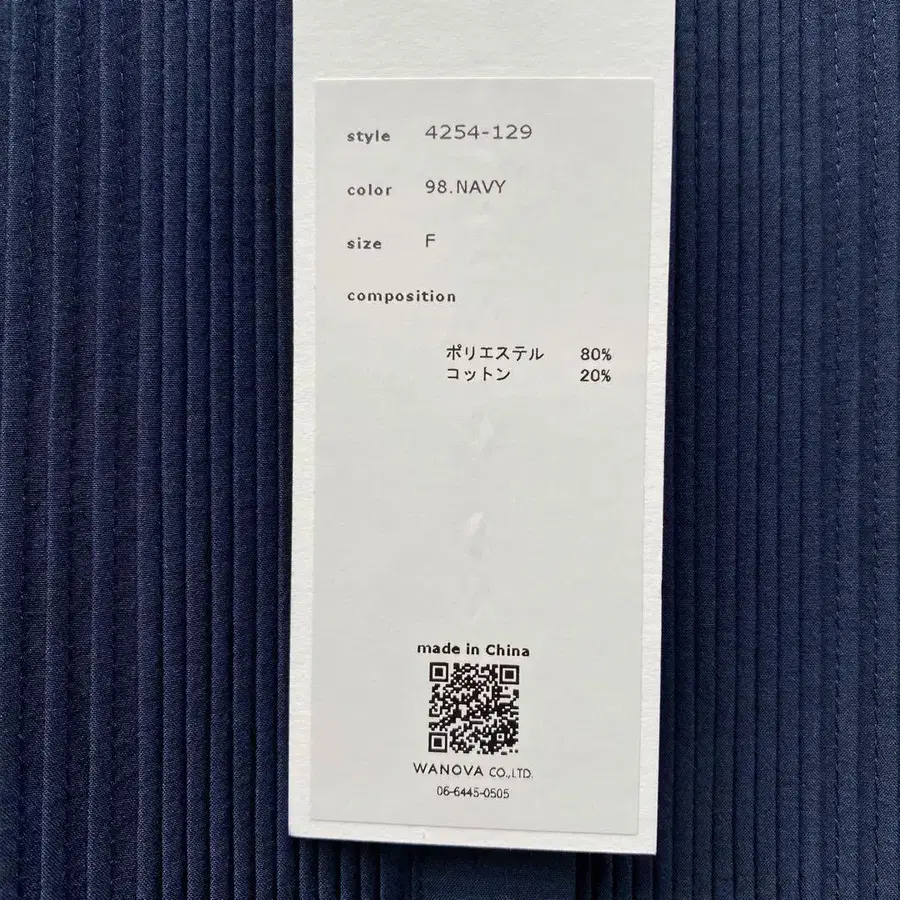 style 4254-129
color 98.NAVY
size F
composition
ポリエステル 80%
コットン 20%
made in China
WANOVA CO.,LTD.
06-6445-0505